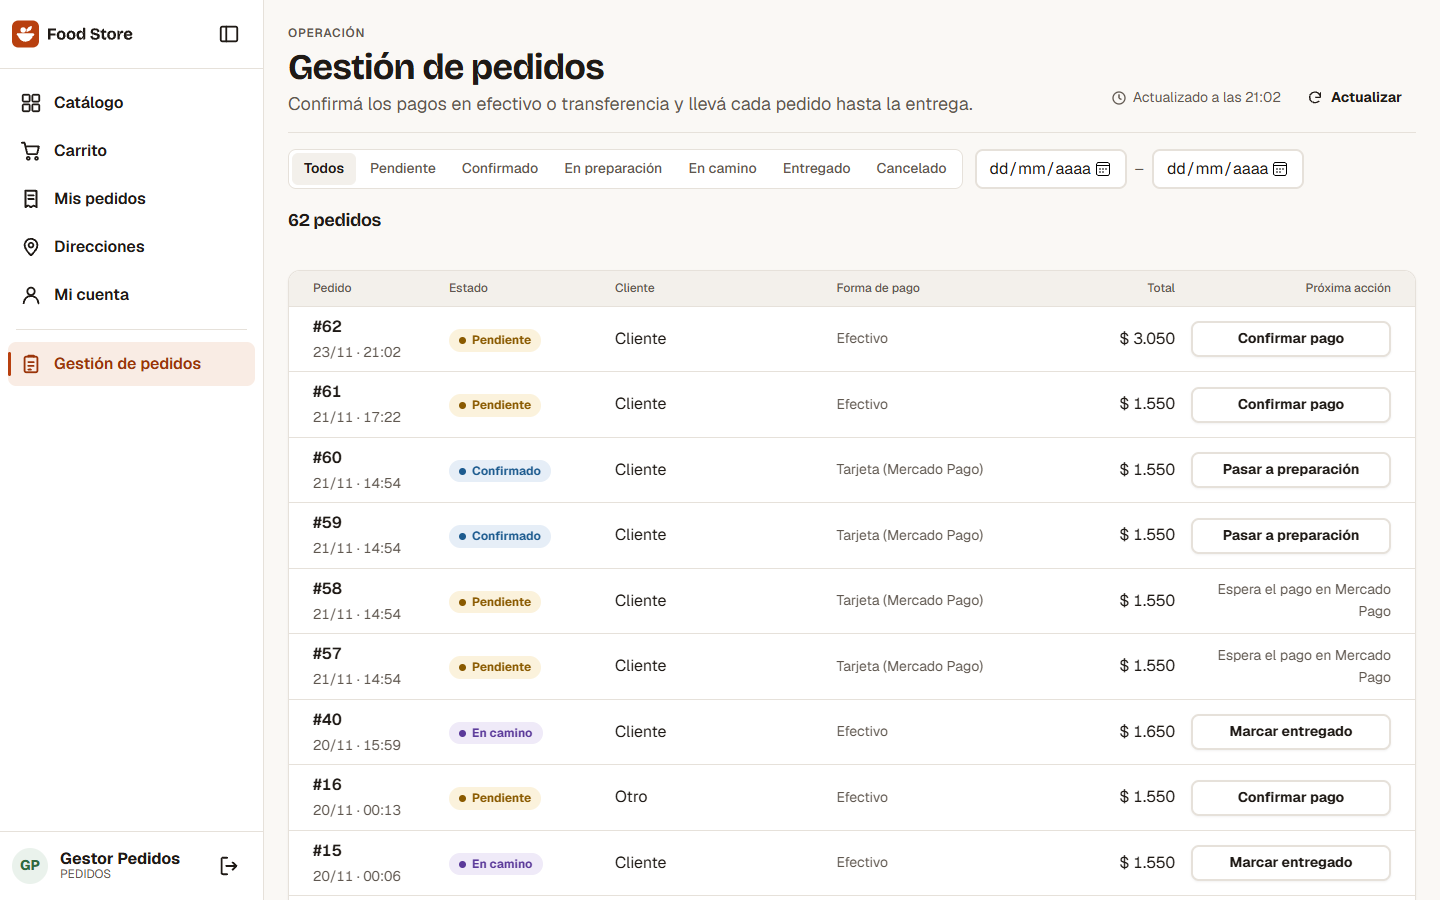 Food Store
Catálogo
Carrito
Mis pedidos
Direcciones
Mi cuenta
Gestión de pedidos
GP
Gestor Pedidos
PEDIDOS
OPERACIÓN
Gestión de pedidos
Confirmá los pagos en efectivo o transferencia y llevá cada pedido hasta la entrega.
Actualizado a las 21:02 Actualizar
Todos Pendiente Confirmado En preparación En camino Entregado Cancelado dd/mm/aaaa – dd/mm/aaaa
62 pedidos
Pedido Estado Cliente Forma de pago Total Próxima acción
#62
23/11 · 21:02 Pendiente Cliente Efectivo $ 3.050 Confirmar pago
#61
21/11 · 17:22 Pendiente Cliente Efectivo $ 1.550 Confirmar pago
#60
21/11 · 14:54 Confirmado Cliente Tarjeta (Mercado Pago) $ 1.550 Pasar a preparación
#59
21/11 · 14:54 Confirmado Cliente Tarjeta (Mercado Pago) $ 1.550 Pasar a preparación
#58
21/11 · 14:54 Pendiente Cliente Tarjeta (Mercado Pago) $ 1.550 Espera el pago en Mercado
Pago
#57
21/11 · 14:54 Pendiente Cliente Tarjeta (Mercado Pago) $ 1.550 Espera el pago en Mercado
Pago
#40
20/11 · 15:59 En camino Cliente Efectivo $ 1.650 Marcar entregado
#16
20/11 · 00:13 Pendiente Otro Efectivo $ 1.550 Confirmar pago
#15
20/11 · 00:06 En camino Cliente Efectivo $ 1.550 Marcar entregado